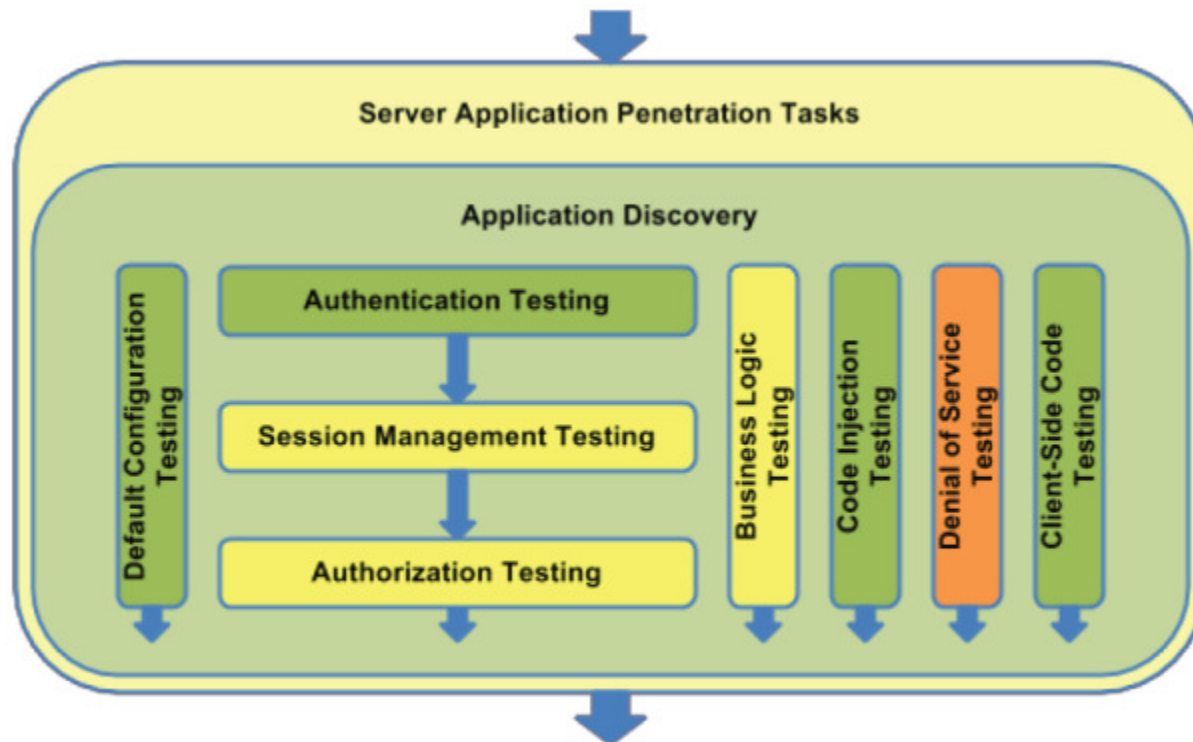 Server Application Penetration Tasks
Application Discovery
Default Configuration
Testing
Authentication Testing
Session Management Testing
Authorization Testing
Business Logic
Testing
Code Injection
Testing
Denial of Service
Testing
Client-Side Code
Testing